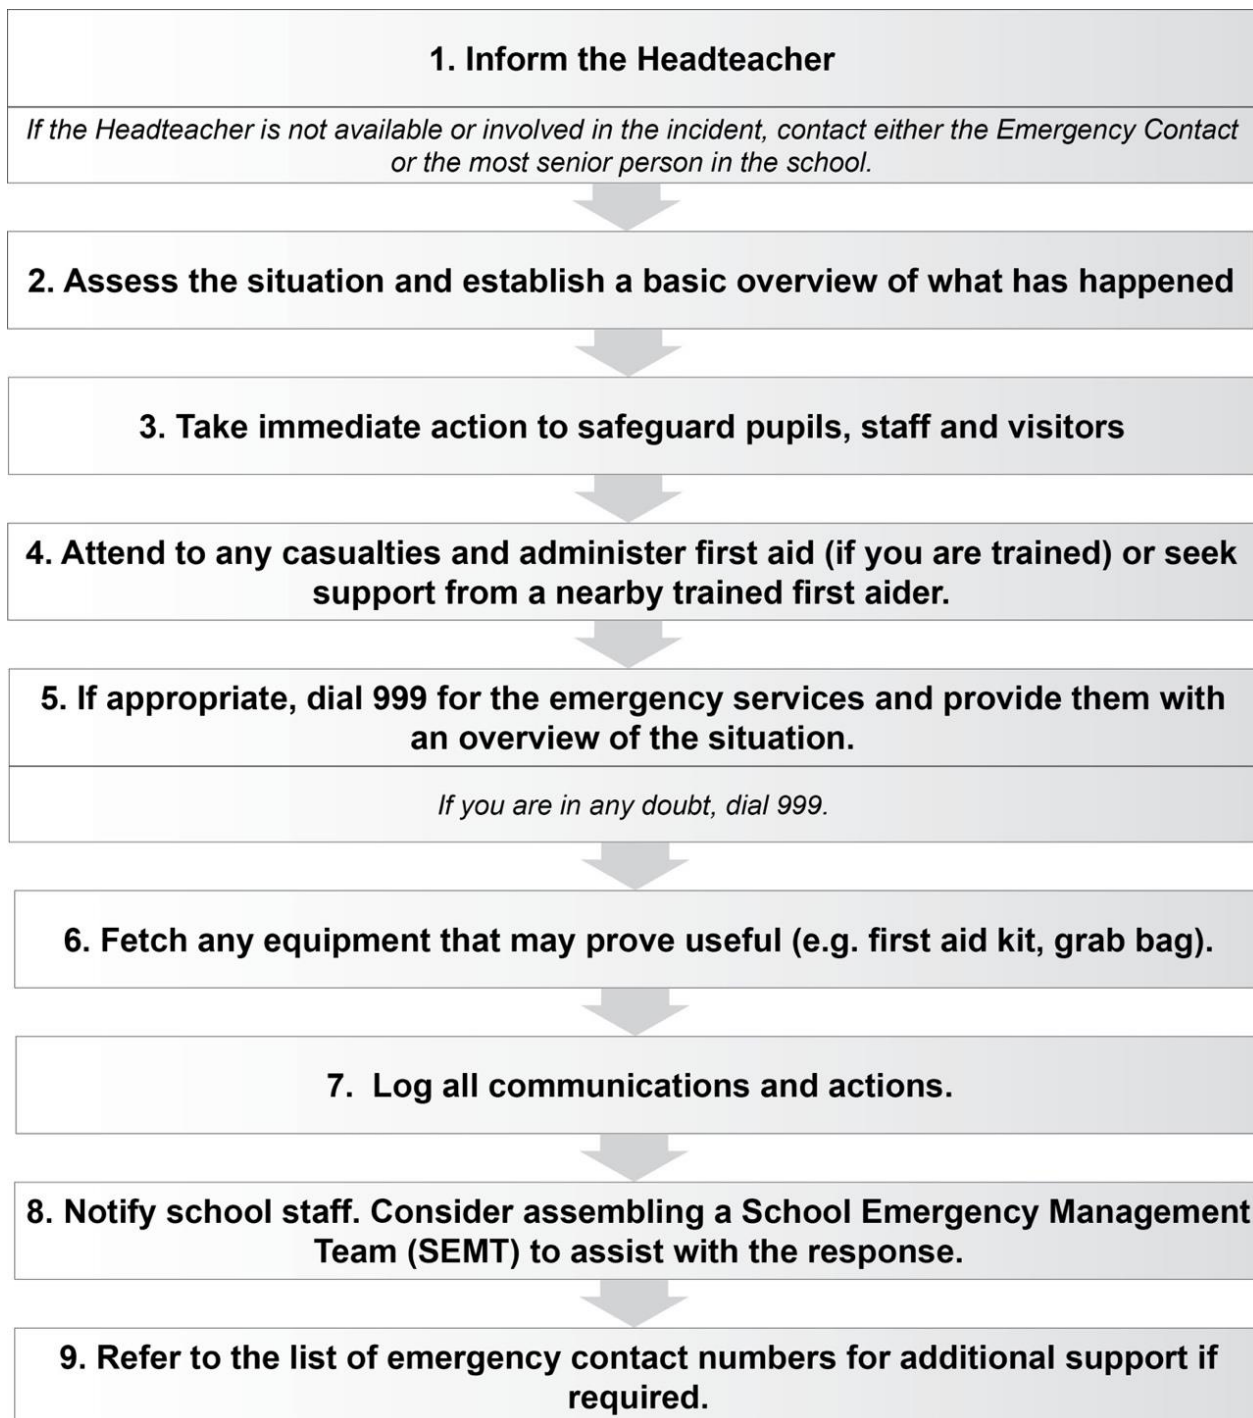 1. Inform the Headteacher
If the Headteacher is not available or involved in the incident, contact either the Emergency Contact
or the most senior person in the school.
2. Assess the situation and establish a basic overview of what has happened
3. Take immediate action to safeguard pupils, staff and visitors
4. Attend to any casualties and administer first aid (if you are trained) or seek
support from a nearby trained first aider.
5. If appropriate, dial 999 for the emergency services and provide them with
an overview of the situation.
If you are in any doubt, dial 999.
6. Fetch any equipment that may prove useful (e.g. first aid kit, grab bag).
7.  Log all communications and actions.
8. Notify school staff. Consider assembling a School Emergency Management
Team (SEMT) to assist with the response.
9. Refer to the list of emergency contact numbers for additional support if
required.